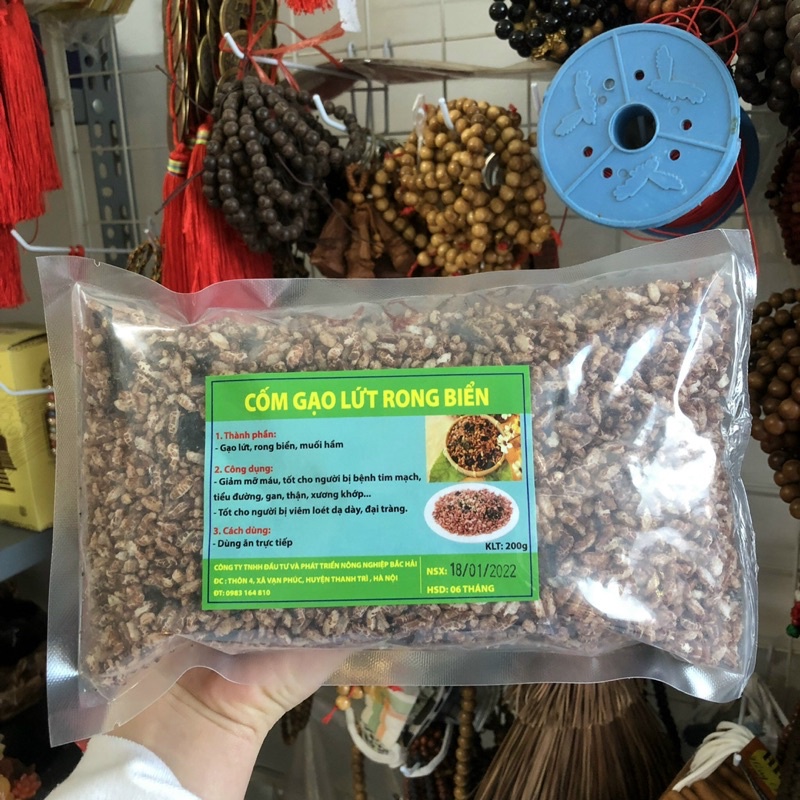 CỐM GẠO LỨT RONG BIỂN
1. Thành phần:
- Gạo lứt, rong biển, muối hầm
2. Công dụng:
- Giảm mỡ máu, tốt cho người bị bệnh tim mạch,
tiểu đường, gan, thận, xương khớp...
- Tốt cho người bị viêm loét dạ dày, đại tràng.
3. Cách dùng:
- Dùng ăn trực tiếp
KLT: 200g
CÔNG TY TNHH ĐẦU TƯ VÀ PHÁT TRIỂN NÔNG NGHIỆP BẮC HẢI
ĐC : THÔN 4, XÃ VẠN PHÚC, HUYỆN THANH TRÌ , HÀ NỘI
ĐT: 0983 164 810
NSX: 18/01/2022
HSD: 06 THÁNG